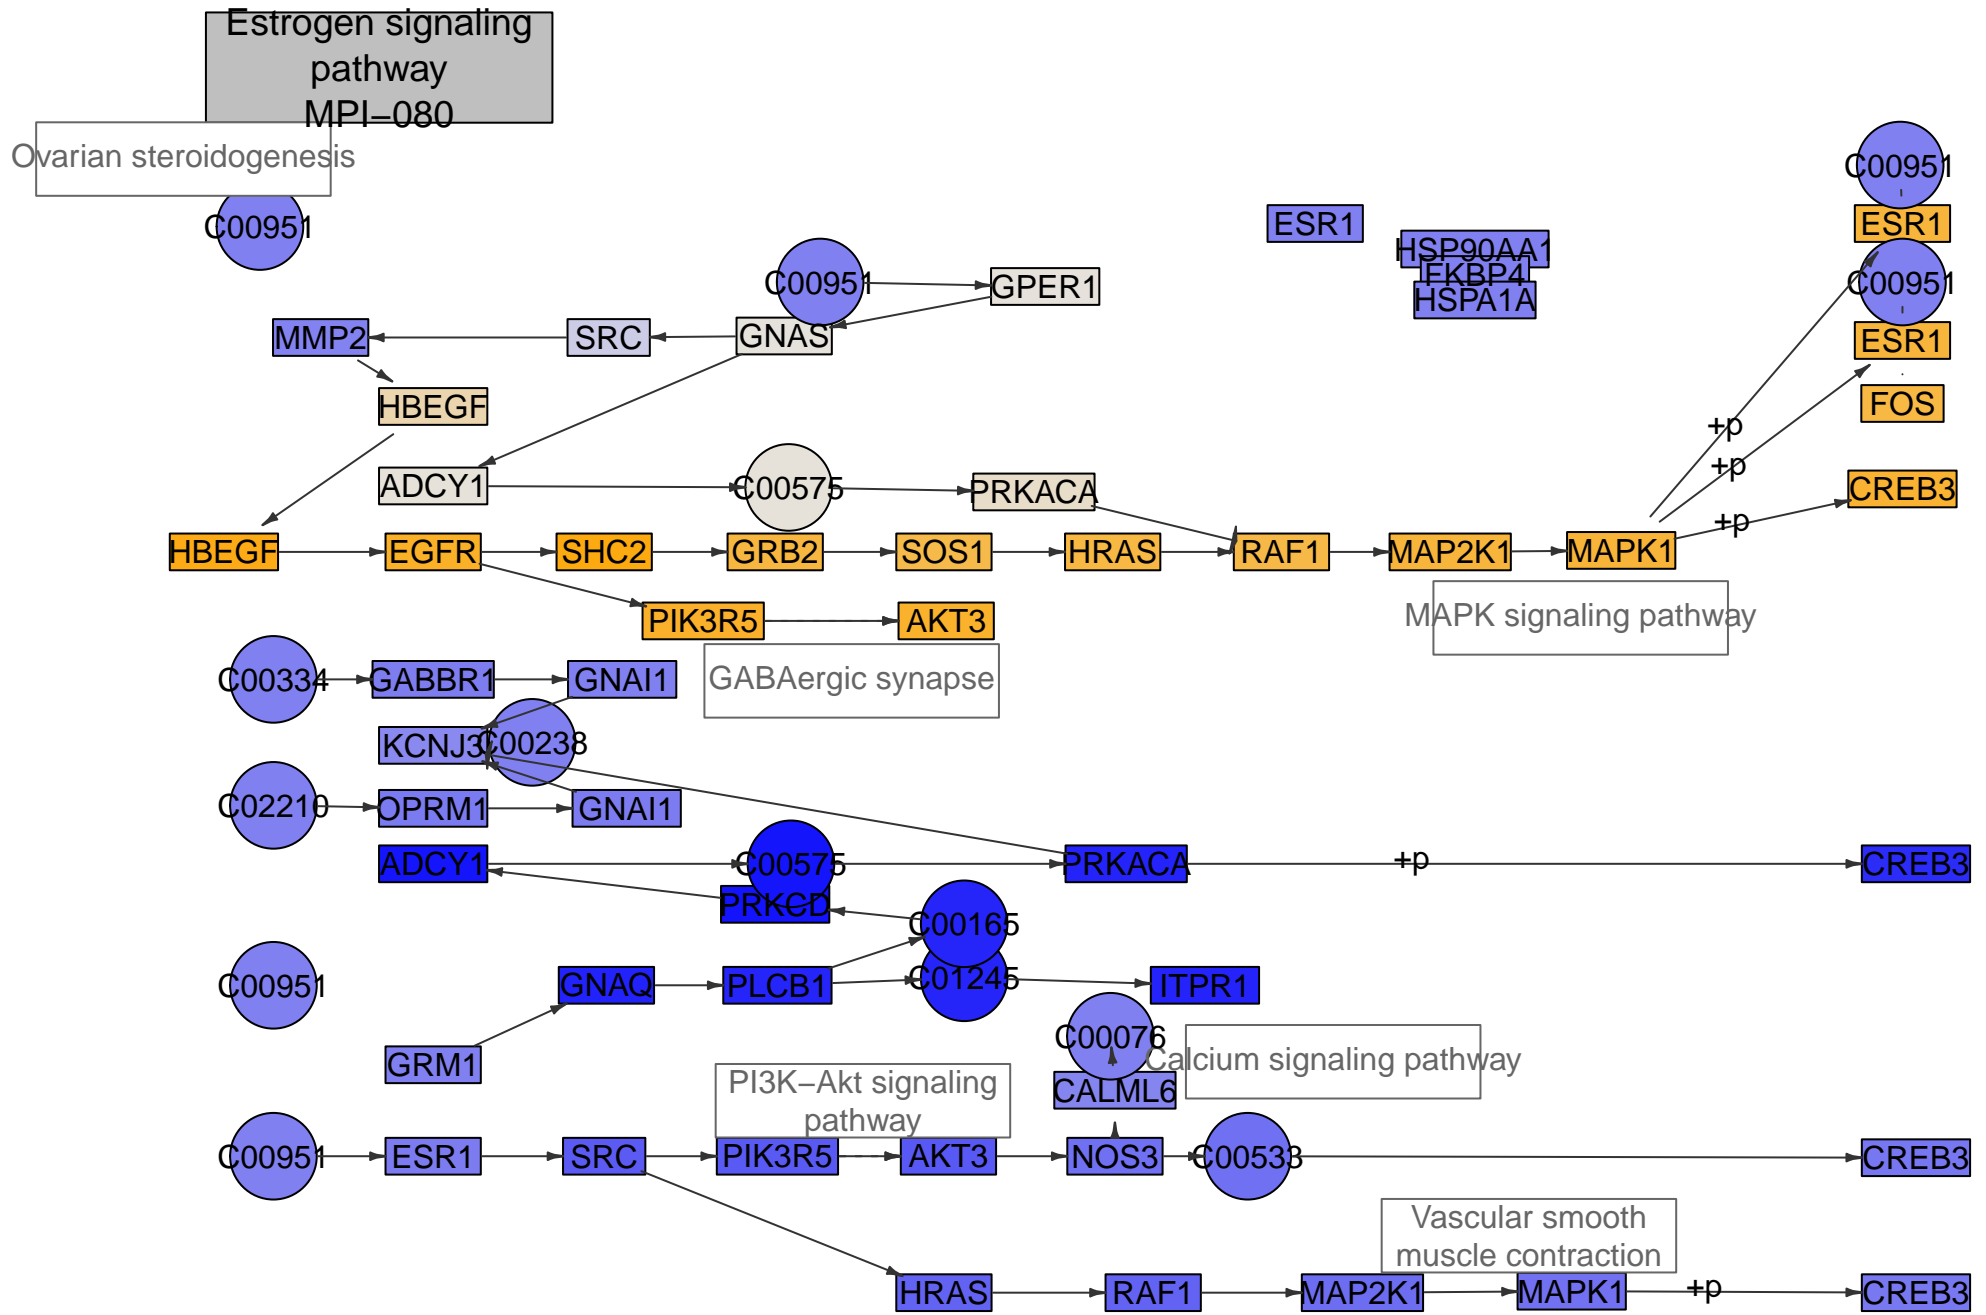 Estrogen signaling
pathway
MPI−080
Ovarian steroidogenesis
C00951
C00951
ESR1
C00951
ESR1
HSP90AA1
FKBP4
HSPA1A
C00951
GPER1
C00951
MMP2
SRC
GNAS
ESR1
HBEGF
FOS
+p
+p
ADCY1
C00575
PRKACA
CREB3
+p
HBEGF
EGFR
SHC2
GRB2
SOS1
HRAS
RAF1
MAP2K1
MAPK1
PIK3R5
AKT3
MAPK signaling pathway
C00334
GABBR1
GNAI1
GABAergic synapse
KCNJ3
C00238
C02210
OPRM1
GNAI1
ADCY1
C00575
PRKACA
+p
CREB3
PRKCD
C00165
C00951
GNAQ
PLCB1
C01245
ITPR1
C00076
Calcium signaling pathway
GRM1
PI3K−Akt signaling
pathway
CALML6
C00951
ESR1
SRC
PIK3R5
AKT3
NOS3
C00533
CREB3
Vascular smooth
muscle contraction
HRAS
RAF1
MAP2K1
MAPK1
+p
CREB3